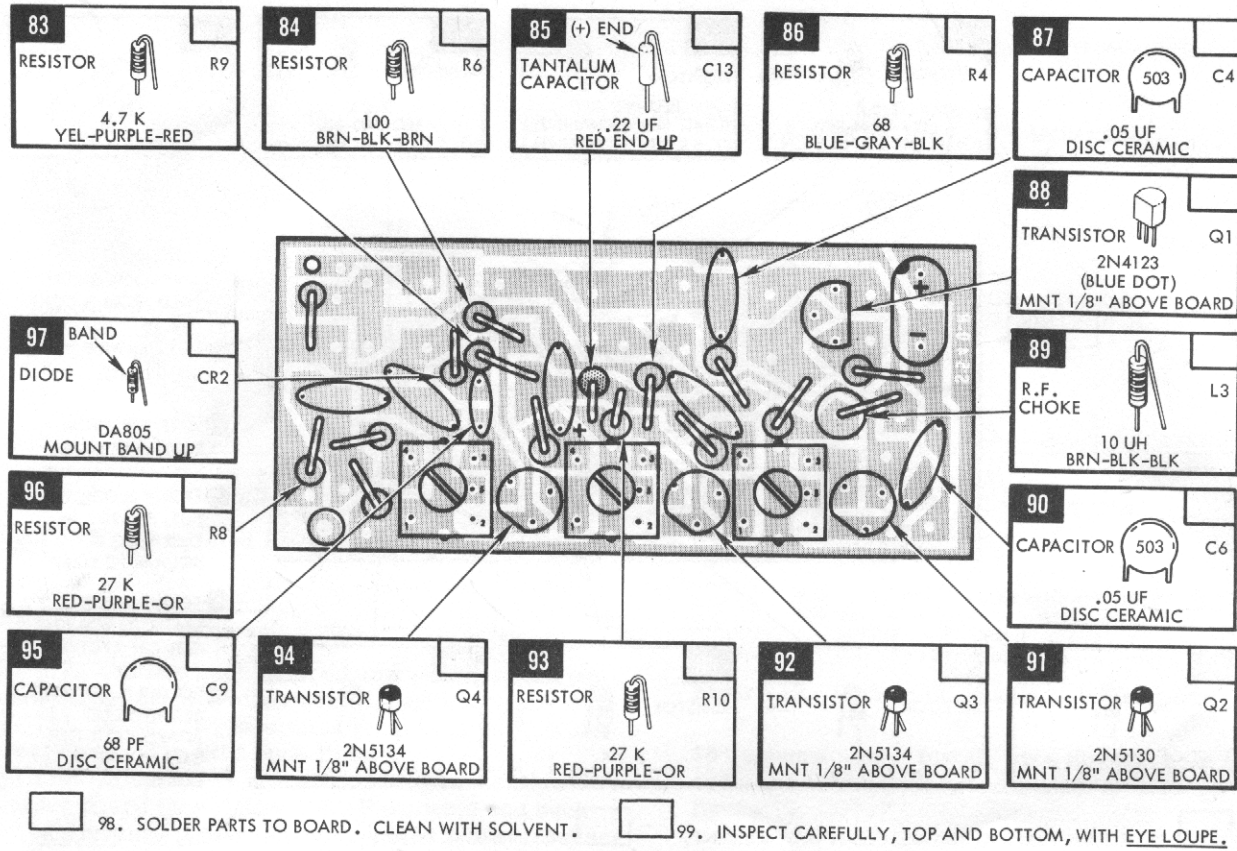 83
RESISTOR
R9
4.7 K
YEL-PURPLE-RED
84
RESISTOR
R6
100
BRN-BLK-BRN
85
(+) END
TANTALUM
CAPACITOR
C13
.22 UF
RED END UP
86
RESISTOR
R4
68
BLUE-GRAY-BLK
87
CAPACITOR
503
C4
.05 UF
DISC CERAMIC
88
TRANSISTOR
Q1
2N4123
(BLUE DOT)
MNT 1/8" ABOVE BOARD
97
BAND
DIODE
CR2
DA805
MOUNT BAND UP
89
R.F.
CHOKE
L3
10 UH
BRN-BLK-BLK
96
RESISTOR
R8
27 K
RED-PURPLE-OR
90
CAPACITOR
503
C6
.05 UF
DISC CERAMIC
95
CAPACITOR
C9
68 PF
DISC CERAMIC
94
TRANSISTOR
Q4
2N5134
MNT 1/8" ABOVE BOARD
93
RESISTOR
R10
27 K
RED-PURPLE-OR
92
TRANSISTOR
Q3
2N5134
MNT 1/8" ABOVE BOARD
91
TRANSISTOR
Q2
2N5130
MNT 1/8" ABOVE BOARD
98. SOLDER PARTS TO BOARD. CLEAN WITH SOLVENT.
99. INSPECT CAREFULLY, TOP AND BOTTOM, WITH EYE LOUPE.